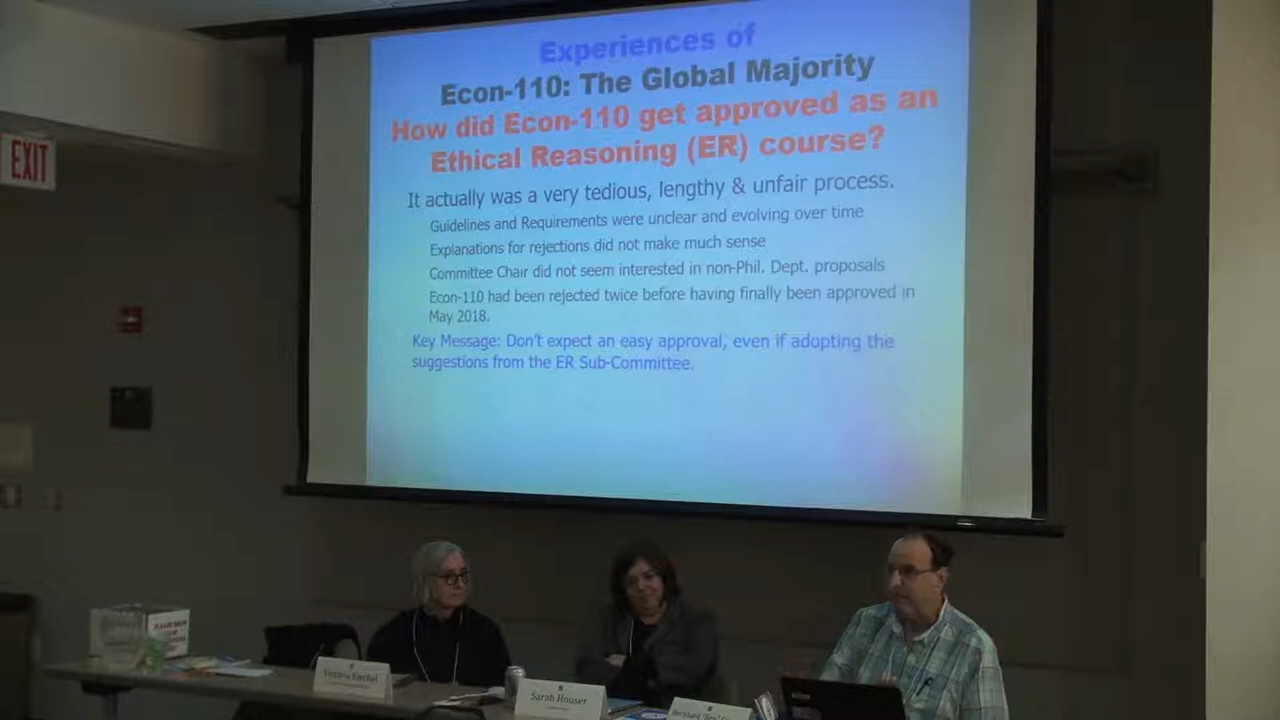 Experiences of
Econ-110: The Global Majority
How did Econ-110 get approved as an
Ethical Reasoning (ER) course?
It actually was a very tedious, lengthy & unfair process.
Guidelines and Requirements were unclear and evolving over time
Explanations for rejections did not make much sense
Committee Chair did not seem interested in non-Phil. Dept. proposals
Econ-110 had been rejected twice before having finally been approved in
May 2018.
Key Message: Don't expect an easy approval, even if adopting the
suggestions from the ER Sub-Committee.
EXIT
Sarah Houser